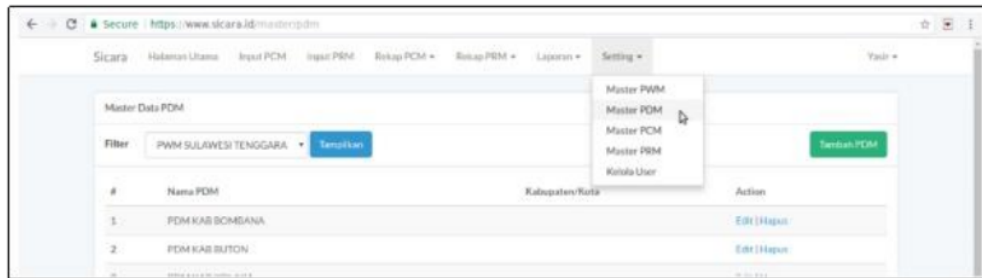 Secure https://www.sicara.id/master/pdm
Sicara Halaman Utama Input PCM Input PRM Rekap PCM Rekap PRM Laporan Setting Yasir
Master PWM
Master Data PDM Master PDM
Master PCM
Filter PWM SULAWESI TENGGARA Tampilkan Master PRM Tambah PDM
Kelola User
# Nama PDM Kabupaten/Kota Action
1 PDM KAB BOMBANA Edit | Hapus
2 PDM KAB BUTON Edit | Hapus